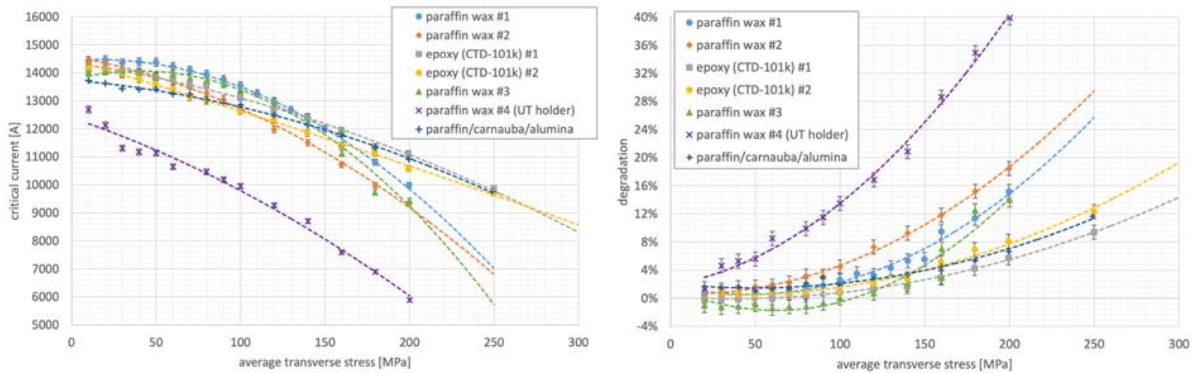 16000
15000
14000
13000
12000
11000
10000
9000
8000
7000
6000
5000
critical current [A]
0
50
100
150
200
250
300
average transverse stress [MPa]
paraffin wax #1
paraffin wax #2
epoxy (CTD-101k) #1
epoxy (CTD-101k) #2
paraffin wax #3
paraffin wax #4 (UT holder)
paraffin/carnauba/alumina
40%
36%
32%
28%
24%
20%
16%
12%
8%
4%
0%
-4%
degradation
0
50
100
150
200
250
300
average transverse stress [MPa]
paraffin wax #1
paraffin wax #2
epoxy (CTD-101k) #1
epoxy (CTD-101k) #2
paraffin wax #3
paraffin wax #4 (UT holder)
paraffin/carnauba/alumina